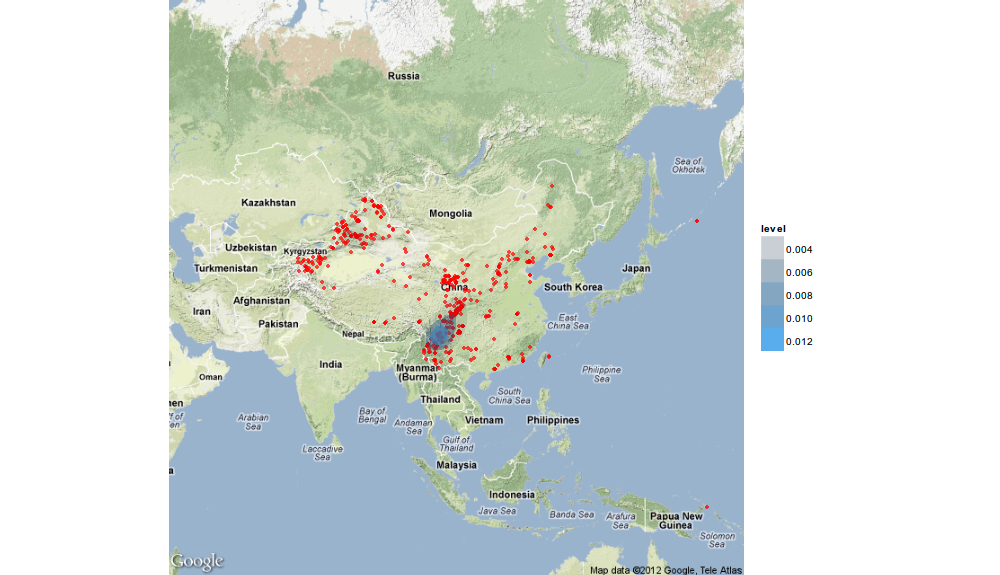 Russia
Sea of
Okhotsk
Kazakhstan
Mongolia
Uzbekistan
Kyrgyzstan
Turkmenistan
Japan
China
South Korea
Afghanistan
Iran
Pakistan
East
China Sea
Nepal
India
Myanmar
(Burma)
Philippine
Sea
Oman
Thailand
South
China Sea
Arabian
Sea
Bay of
Bengal
Andaman
Sea
Vietnam
Philippines
Gulf of
Thailand
Laccadive
Sea
Malaysia
Indonesia
Java Sea
Banda Sea
Arafura
Sea
Papua New
Guinea
Solomon
Sea
Google
Map data ©2012 Google, Tele Atlas
level
0.004
0.006
0.008
0.010
0.012